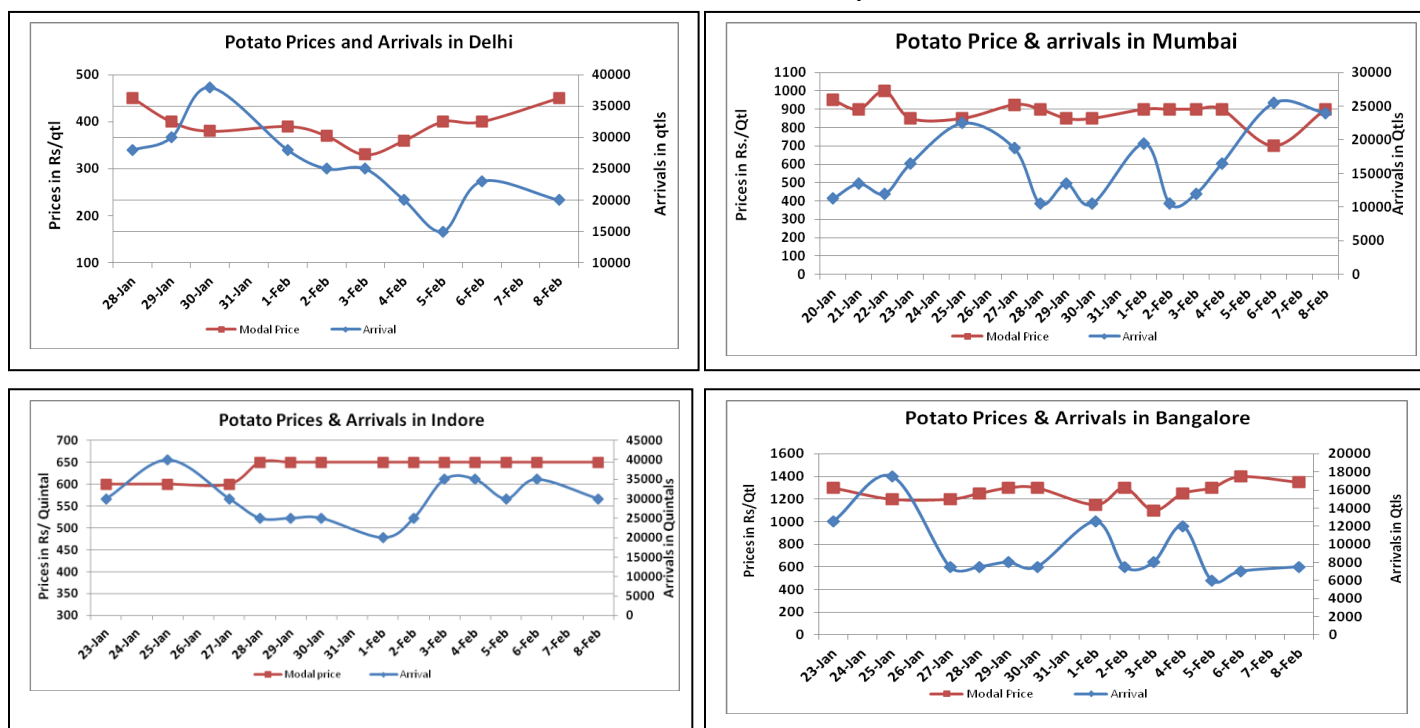 Potato Prices and Arrivals in Delhi
Prices in Rs/qtl
500
400
300
200
100
40000
35000
30000
25000
20000
15000
10000
Arrivals in qtls
28-Jan
29-Jan
30-Jan
31-Jan
1-Feb
2-Feb
3-Feb
4-Feb
5-Feb
6-Feb
7-Feb
8-Feb
Modal Price
Arrival
Potato Price & arrivals in Mumbai
Prices in Rs,/Qtl
1100
1000
900
800
700
600
500
400
300
200
100
0
30000
25000
20000
15000
10000
5000
0
Arrivals in Qtls
20-Jan
21-Jan
22-Jan
23-Jan
24-Jan
25-Jan
26-Jan
27-Jan
28-Jan
29-Jan
30-Jan
31-Jan
1-Feb
2-Feb
3-Feb
4-Feb
5-Feb
6-Feb
7-Feb
8-Feb
Modal Price
Arrival
Potato Prices & Arrivals in Indore
Prices in Rs/ Quintal
700
650
600
550
500
450
400
350
300
45000
40000
35000
30000
25000
20000
15000
10000
5000
0
Arrivals in Quintals
23-Jan
24-Jan
25-Jan
26-Jan
27-Jan
28-Jan
29-Jan
30-Jan
31-Jan
1-Feb
2-Feb
3-Feb
4-Feb
5-Feb
6-Feb
7-Feb
8-Feb
Modal price
Arrival
Potato Prices & Arrivals in Bangalore
Prices in Rs/Qtl
1600
1400
1200
1000
800
600
400
200
0
20000
18000
16000
14000
12000
10000
8000
6000
4000
2000
0
Arrivals in Qtls
23-Jan
24-Jan
25-Jan
26-Jan
27-Jan
28-Jan
29-Jan
30-Jan
31-Jan
1-Feb
2-Feb
3-Feb
4-Feb
5-Feb
6-Feb
7-Feb
8-Feb
Modal Price
Arrival